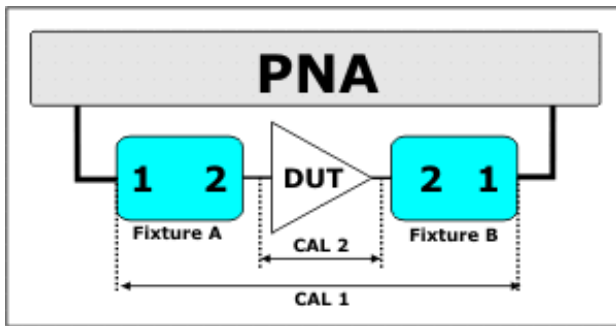 PNA
1 2 DUT 2 1
Fixture A Fixture B
CAL 2
CAL 1